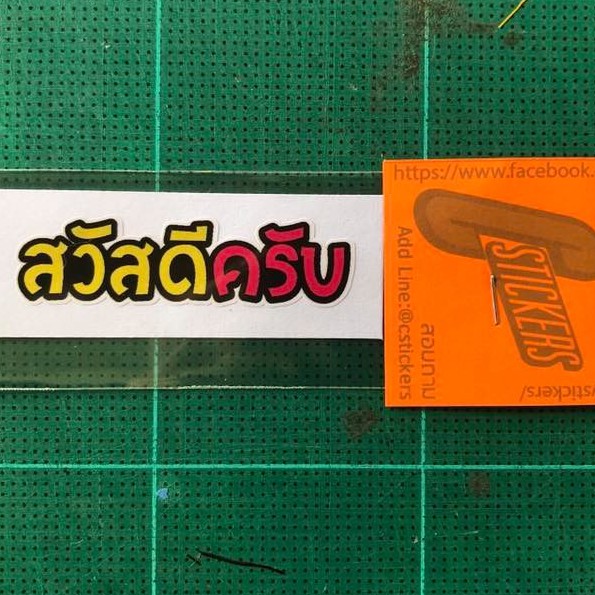 สวัสดีครับ
https://www.facebook.
STICKERS
สอบถาม
Add Line:@cstickers
stickers/